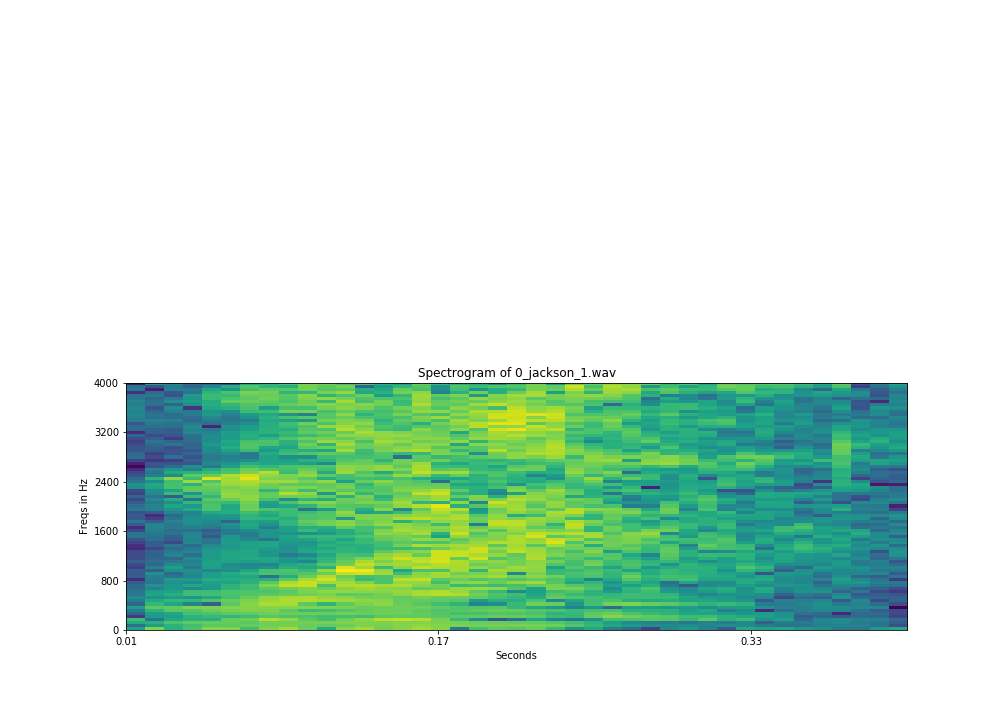 Spectrogram of 0_jackson_1.wav
4000
3200
2400
1600
800
0
Freqs in Hz
0.01 0.17 0.33
Seconds